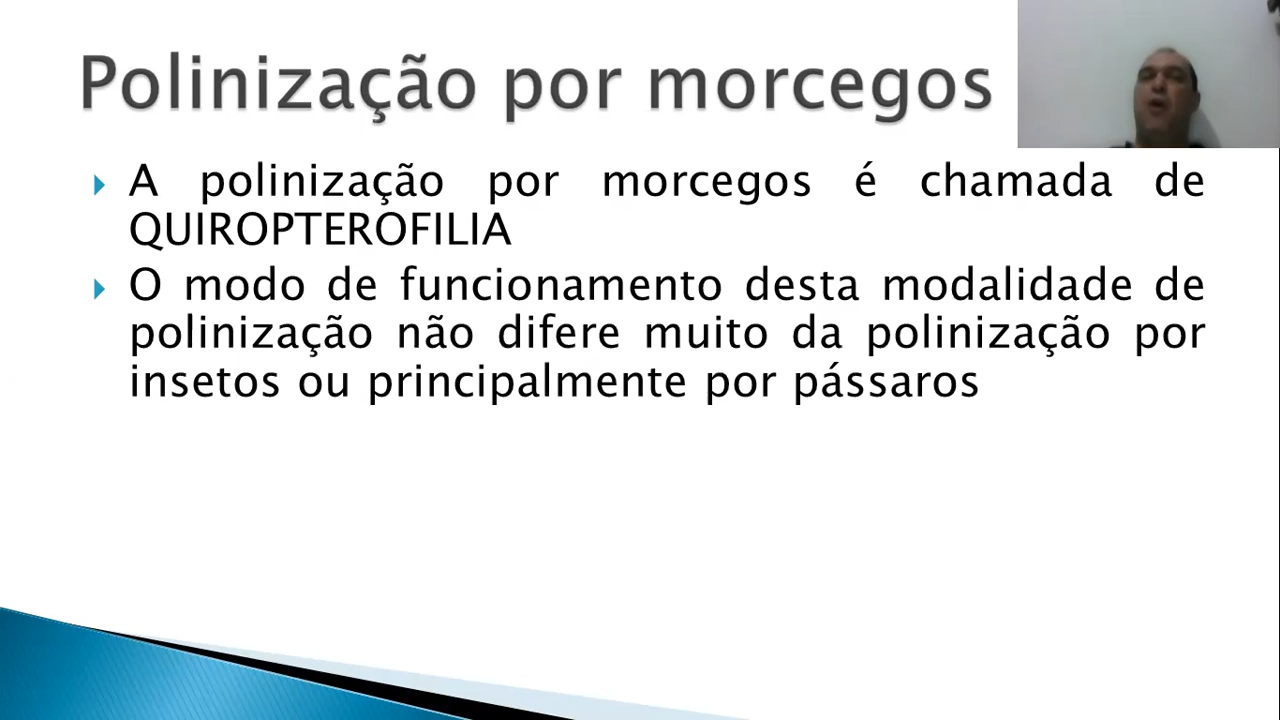 Polinização por morcegos
A polinização por morcegos é chamada de
QUIROPTEROFILIA
O modo de funcionamento desta modalidade de
polinização não difere muito da polinização por
insetos ou principalmente por pássaros